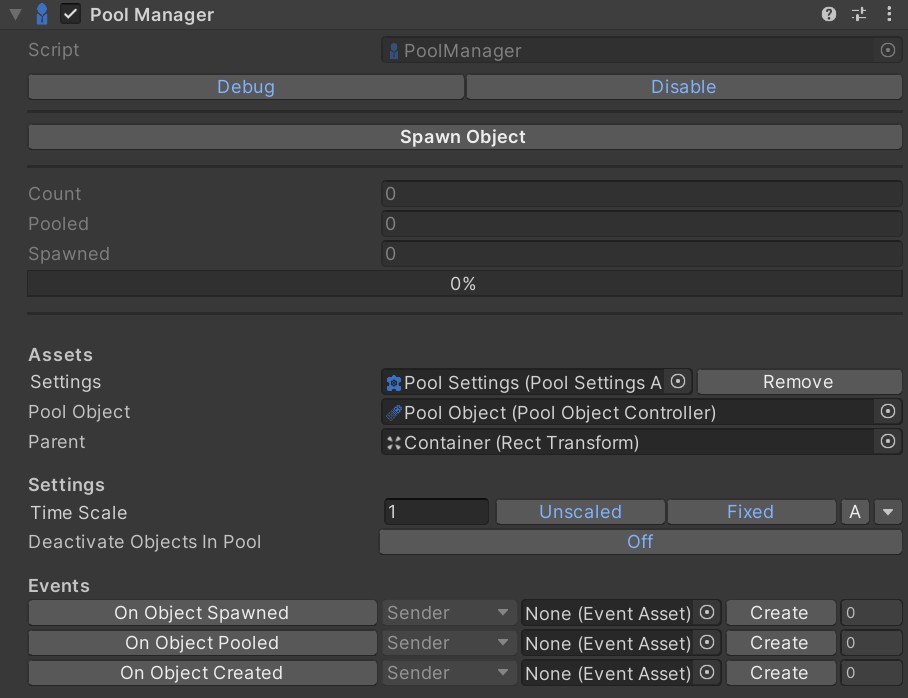 Pool Manager
Script PoolManager
Debug Disable
Spawn Object
Count 0
Pooled 0
Spawned 0
0%
Assets
Settings Pool Settings (Pool Settings A Remove
Pool Object Pool Object (Pool Object Controller)
Parent Container (Rect Transform)
Settings
Time Scale 1 Unscaled Fixed A
Deactivate Objects In Pool Off
Events
On Object Spawned Sender None (Event Asset) Create 0
On Object Pooled Sender None (Event Asset) Create 0
On Object Created Sender None (Event Asset) Create 0